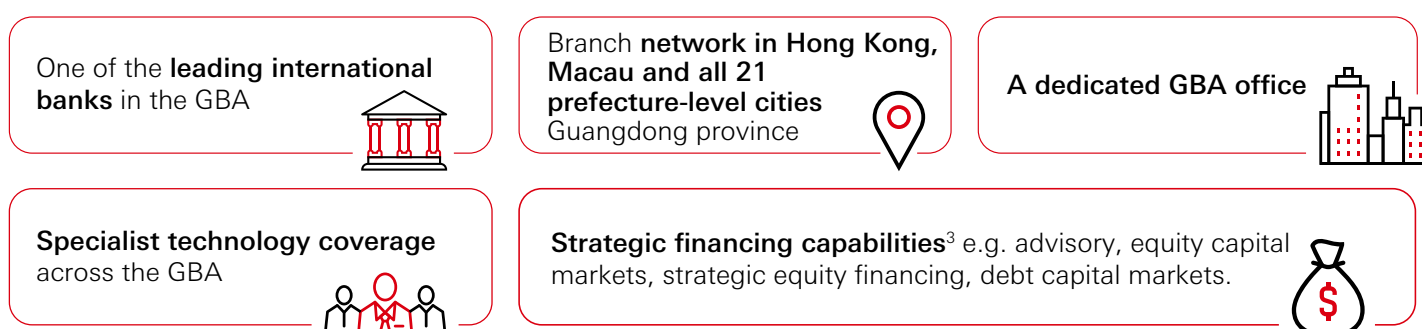 One of the leading international
banks in the GBA
Branch network in Hong Kong,
Macau and all 21
prefecture-level cities
Guangdong province
A dedicated GBA office
Specialist technology coverage
across the GBA
Strategic financing capabilities³ e.g. advisory, equity capital
markets, strategic equity financing, debt capital markets.
$